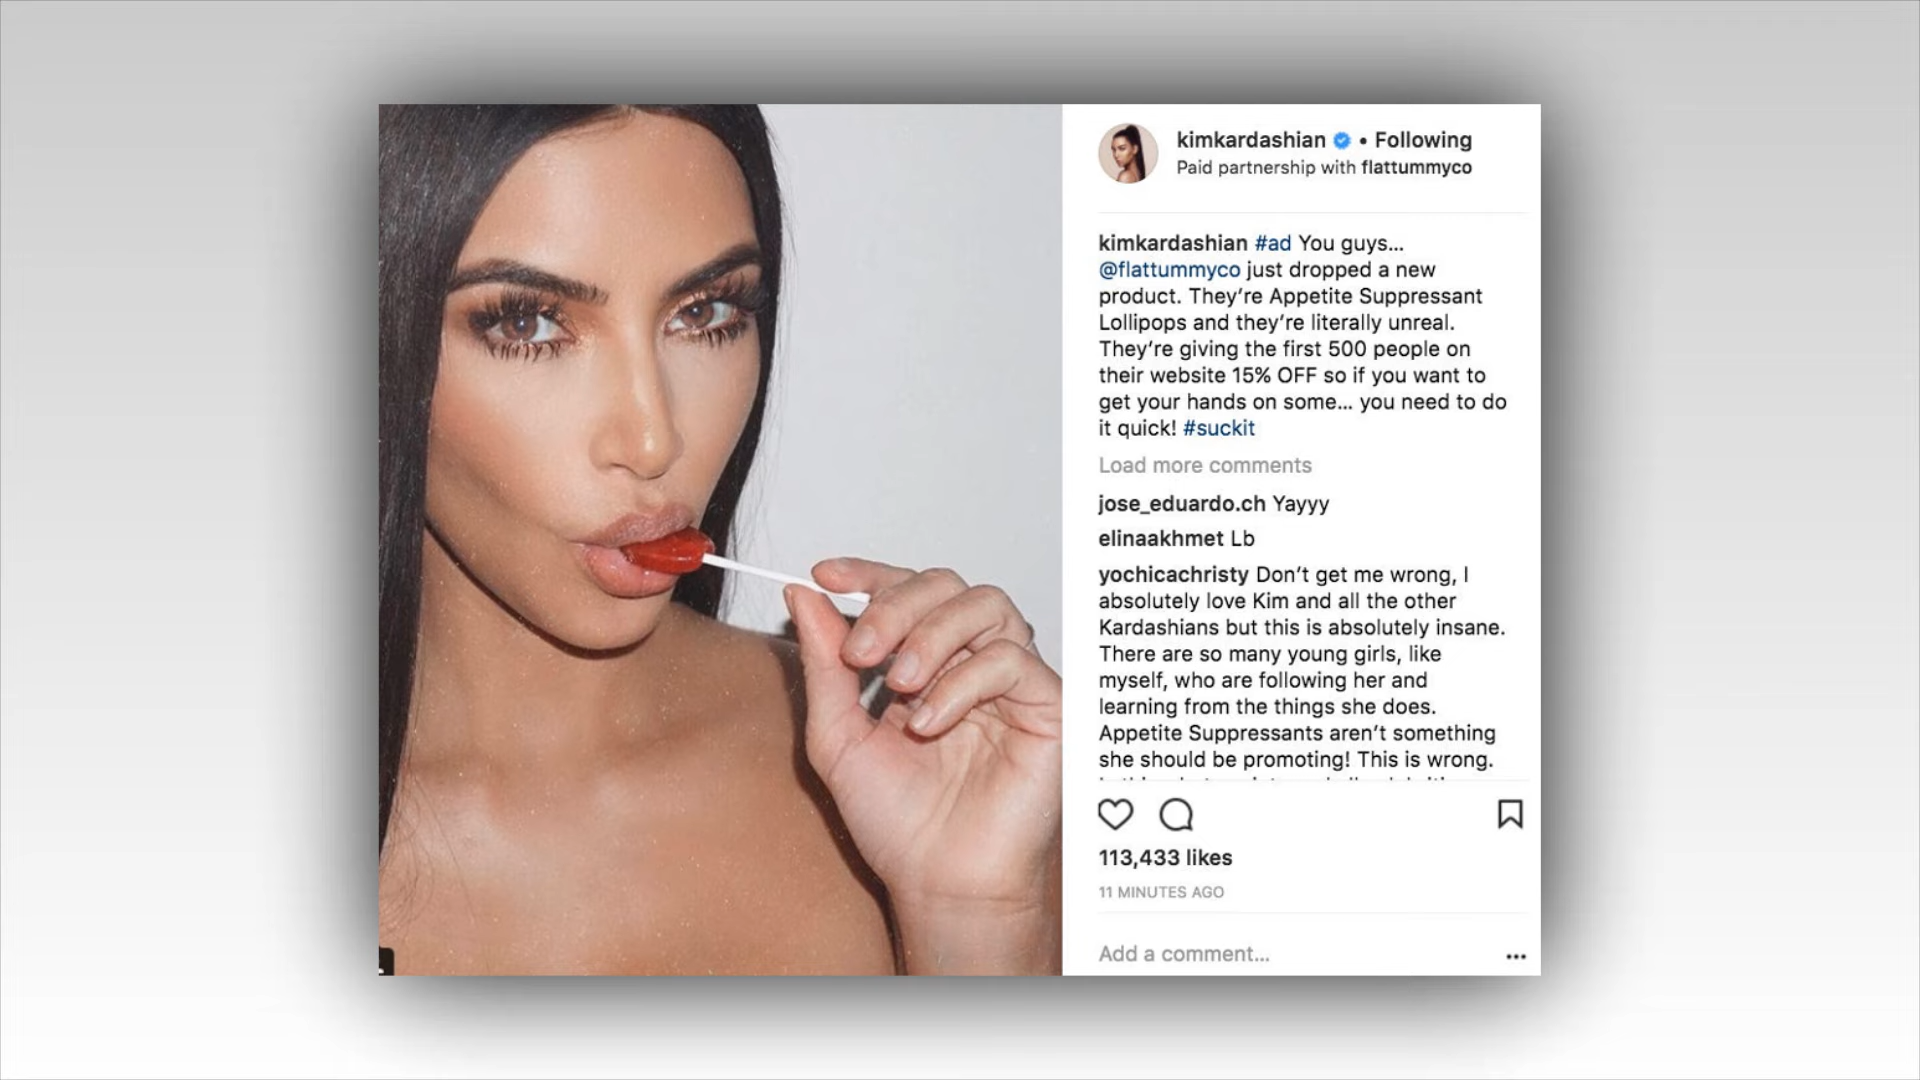 kimkardashian • Following
Paid partnership with flattummyco
kimkardashian #ad You guys...
@flattummyco just dropped a new
product. They're Appetite Suppressant
Lollipops and they're literally unreal.
They're giving the first 500 people on
their website 15% OFF so if you want to
get your hands on some... you need to do
it quick! #suckit
Load more comments
jose_eduardo.ch Yayyy
elinaakhmet Lb
yochicachristy Don't get me wrong, I
absolutely love Kim and all the other
Kardashians but this is absolutely insane.
There are so many young girls, like
myself, who are following her and
learning from the things she does.
Appetite Suppressants aren't something
she should be promoting! This is wrong.
113,433 likes
11 MINUTES AGO
Add a comment...